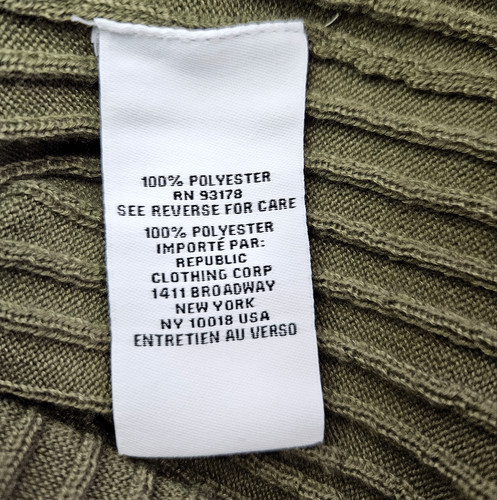 100% POLYESTER
RN 93178
SEE REVERSE FOR CARE
100% POLYESTER
IMPORTÉ PAR:
REPUBLIC
CLOTHING CORP
1411 BROADWAY
NEW YORK
NY 10018 USA
ENTRETIEN AU VERSO